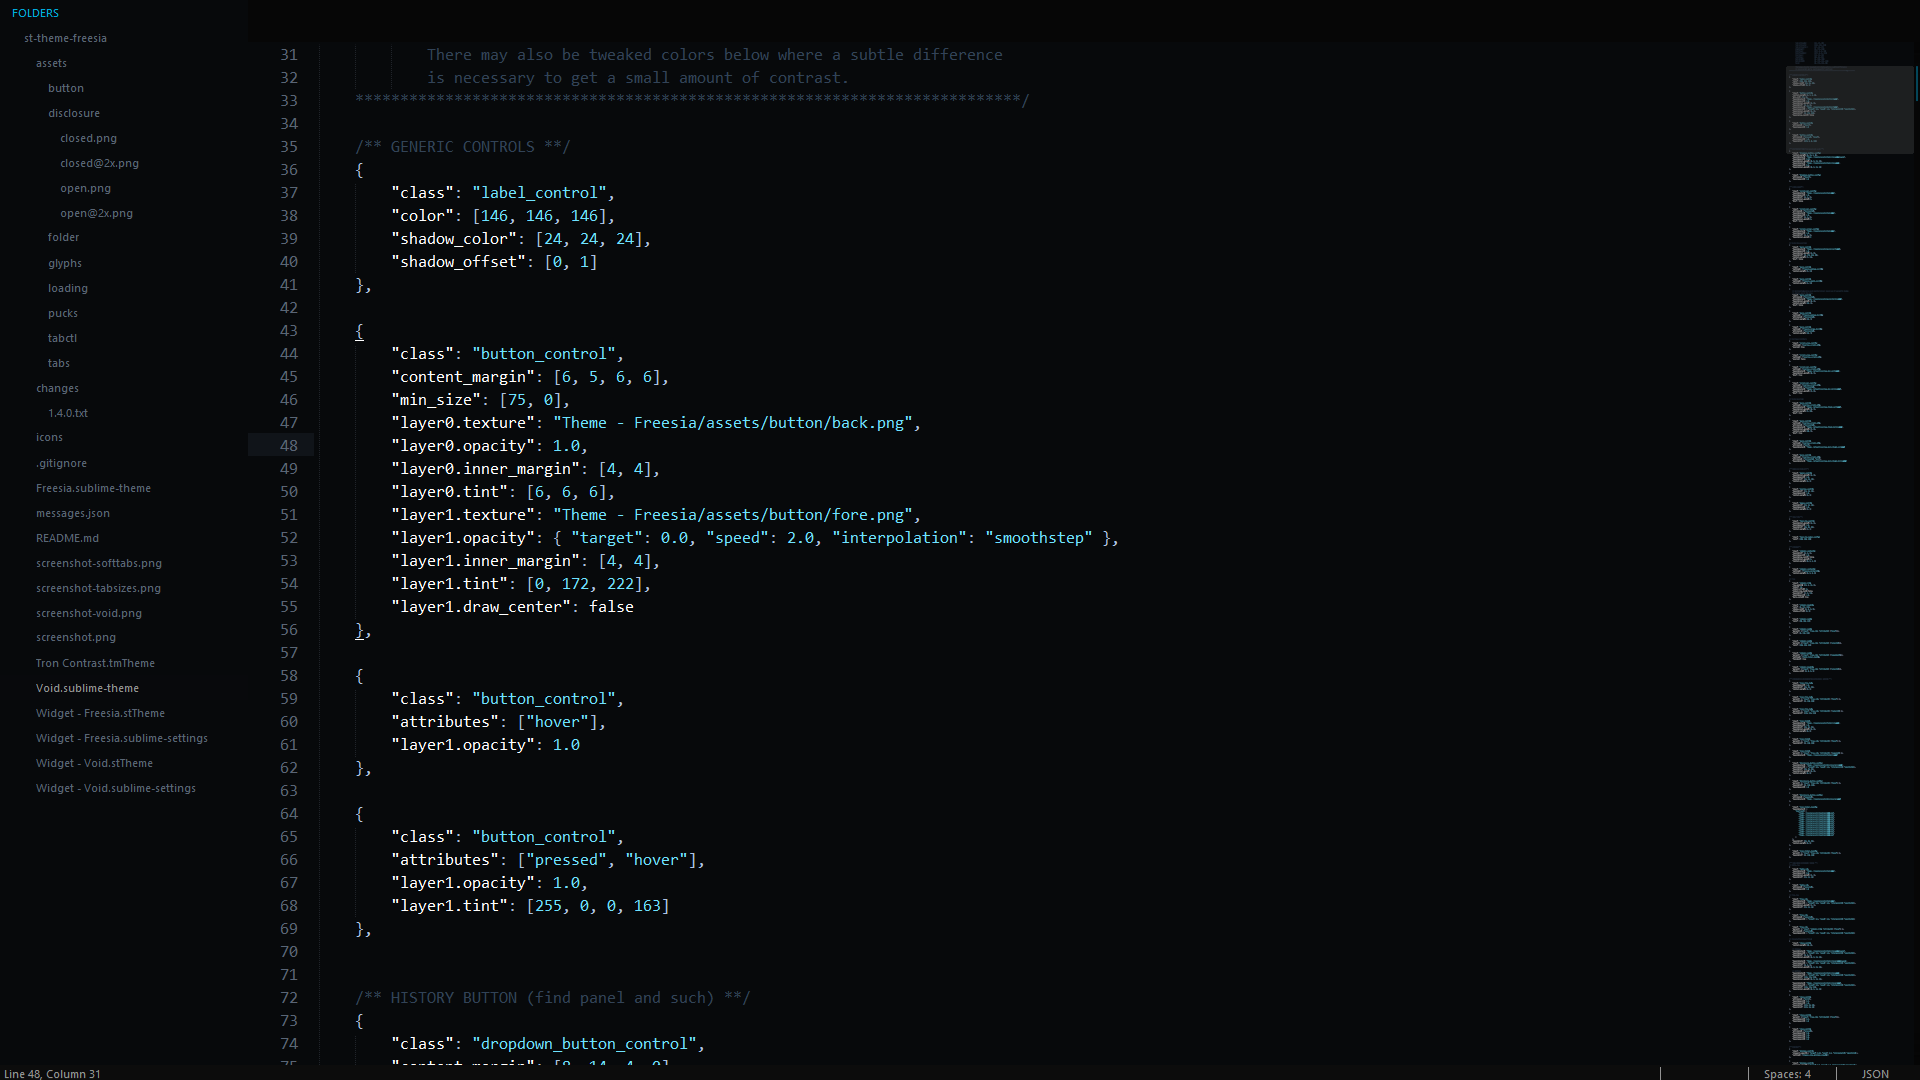 FOLDERS
st-theme-freesia
assets
button
disclosure
closed.png
closed@2x.png
open.png
open@2x.png
folder
glyphs
loading
pucks
tabctl
tabs
changes
1.4.0.txt
icons
.gitignore
Freesia.sublime-theme
messages.json
README.md
screenshot-softtabs.png
screenshot-tabsizes.png
screenshot-void.png
screenshot.png
Tron Contrast.tmTheme
Void.sublime-theme
Widget - Freesia.stTheme
Widget - Freesia.sublime-settings
Widget - Void.stTheme
Widget - Void.sublime-settings
31 There may also be tweaked colors below where a subtle difference
32 is necessary to get a small amount of contrast.
33 **************************************************************************/
34
35 /** GENERIC CONTROLS **/
36 {
37 "class": "label_control",
38 "color": [146, 146, 146],
39 "shadow_color": [24, 24, 24],
40 "shadow_offset": [0, 1]
41 },
42
43 {
44 "class": "button_control",
45 "content_margin": [6, 5, 6, 6],
46 "min_size": [75, 0],
47 "layer0.texture": "Theme - Freesia/assets/button/back.png",
48 "layer0.opacity": 1.0,
49 "layer0.inner_margin": [4, 4],
50 "layer0.tint": [6, 6, 6],
51 "layer1.texture": "Theme - Freesia/assets/button/fore.png",
52 "layer1.opacity": { "target": 0.0, "speed": 2.0, "interpolation": "smoothstep" },
53 "layer1.inner_margin": [4, 4],
54 "layer1.tint": [0, 172, 222],
55 "layer1.draw_center": false
56 },
57
58 {
59 "class": "button_control",
60 "attributes": ["hover"],
61 "layer1.opacity": 1.0
62 },
63
64 {
65 "class": "button_control",
66 "attributes": ["pressed", "hover"],
67 "layer1.opacity": 1.0,
68 "layer1.tint": [255, 0, 0, 163]
69 },
70
71
72 /** HISTORY BUTTON (find panel and such) **/
73 {
74 "class": "dropdown_button_control",
75 "content_margin": [8, 14, 4, 0]
Line 48, Column 31
Spaces: 4
JSON